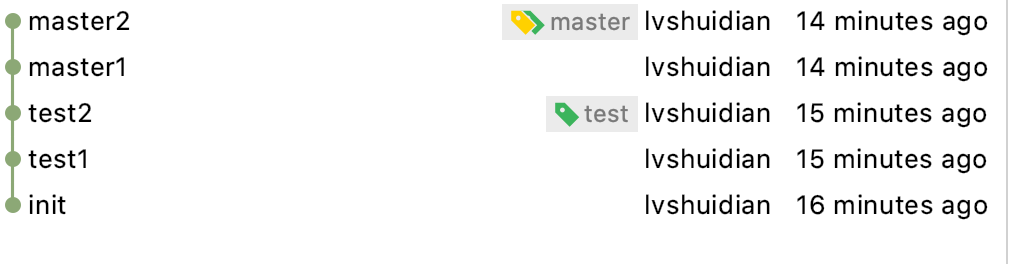 master2 master lvshuidian 14 minutes ago
master1 lvshuidian 14 minutes ago
test2 test lvshuidian 15 minutes ago
test1 lvshuidian 15 minutes ago
init lvshuidian 16 minutes ago